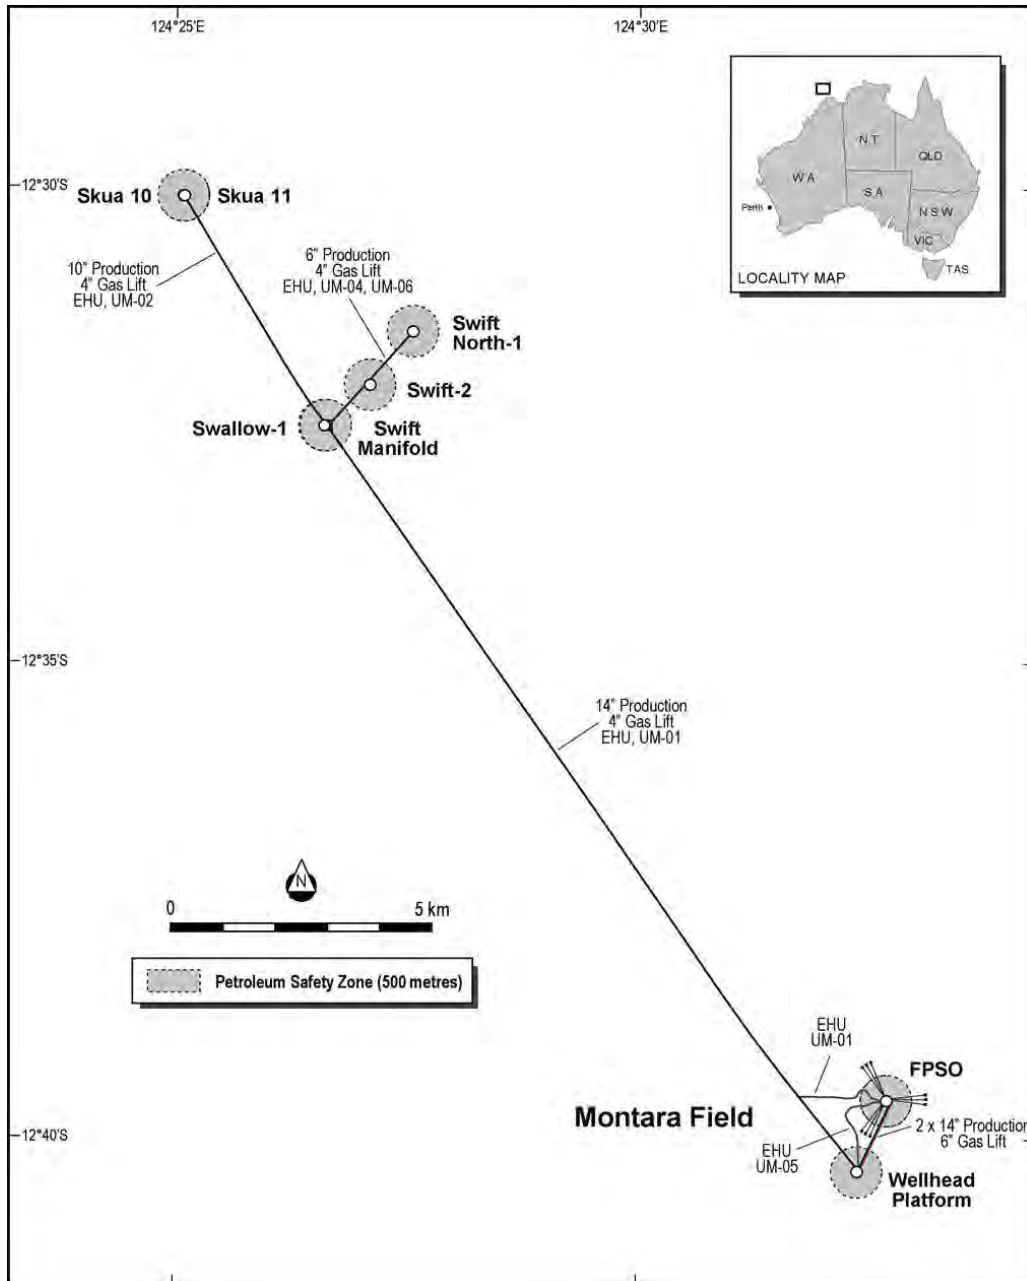 124°25'E
124°30'E
12°30'S
Skua 10
Skua 11
10” Production
4” Gas Lift
EHU, UM-02
6” Production
4” Gas Lift
EHU, UM-04, UM-06
Swift
North-1
Swift-2
Swallow-1
Swift
Manifold
N.T
QLD
W.A
S.A
N.S.W
Perth
VIC
TAS
LOCALITY MAP
12°35'S
14” Production
4” Gas Lift
EHU, UM-01
N
0
5 km
Petroleum Safety Zone (500 metres)
EHU
UM-01
FPSO
Montara Field
2 x 14” Production
6” Gas Lift
12°40'S
EHU
UM-05
Wellhead
Platform